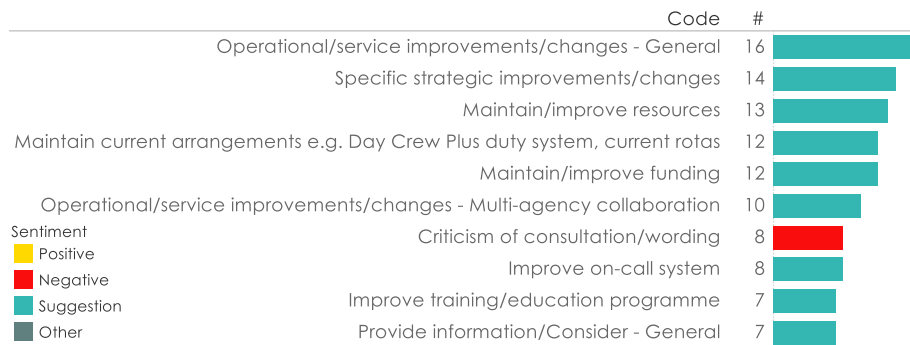 Code #
Operational/service improvements/changes - General 16
Specific strategic improvements/changes 14
Maintain/improve resources 13
Maintain current arrangements e.g. Day Crew Plus duty system, current rotas 12
Maintain/improve funding 12
Operational/service improvements/changes - Multi-agency collaboration 10
Criticism of consultation/wording 8
Improve on-call system 8
Improve training/education programme 7
Provide information/Consider - General 7
Sentiment
Positive
Negative
Suggestion
Other